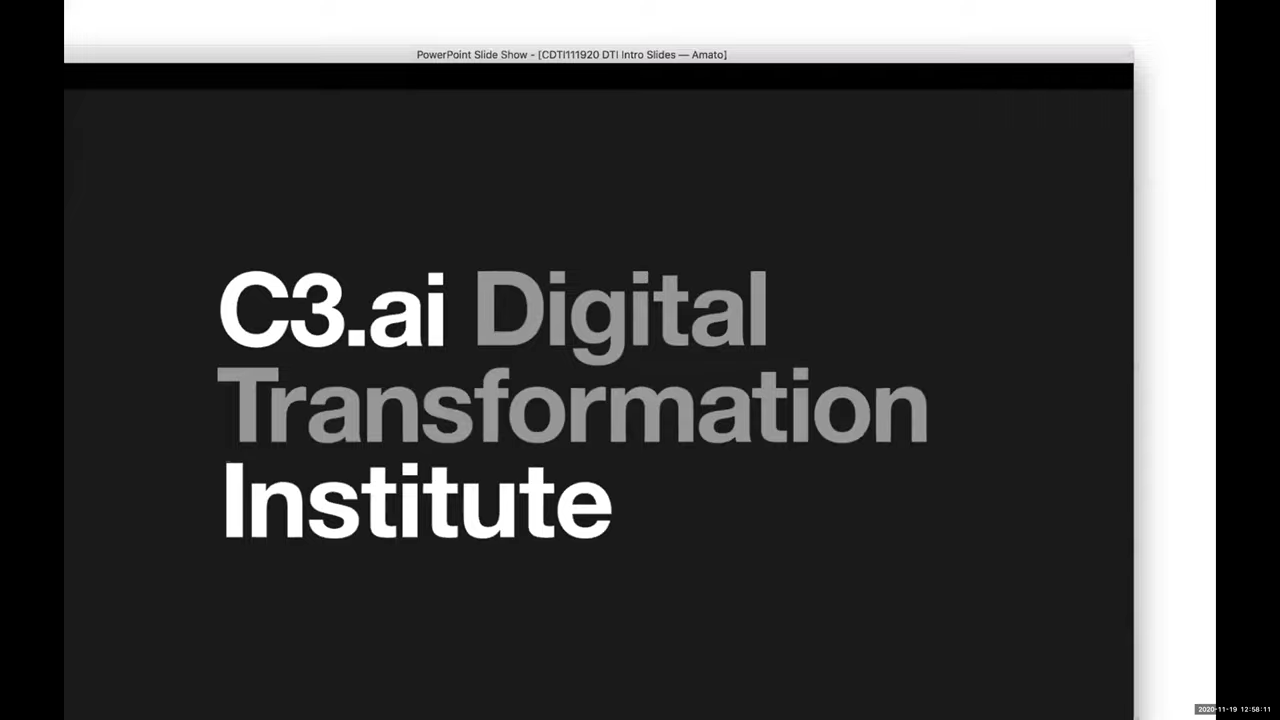 PowerPoint Slide Show - [CDTI111920 DTI Intro Slides — Amato]
C3.ai Digital
Transformation
Institute
2020-11-19 12:58:11